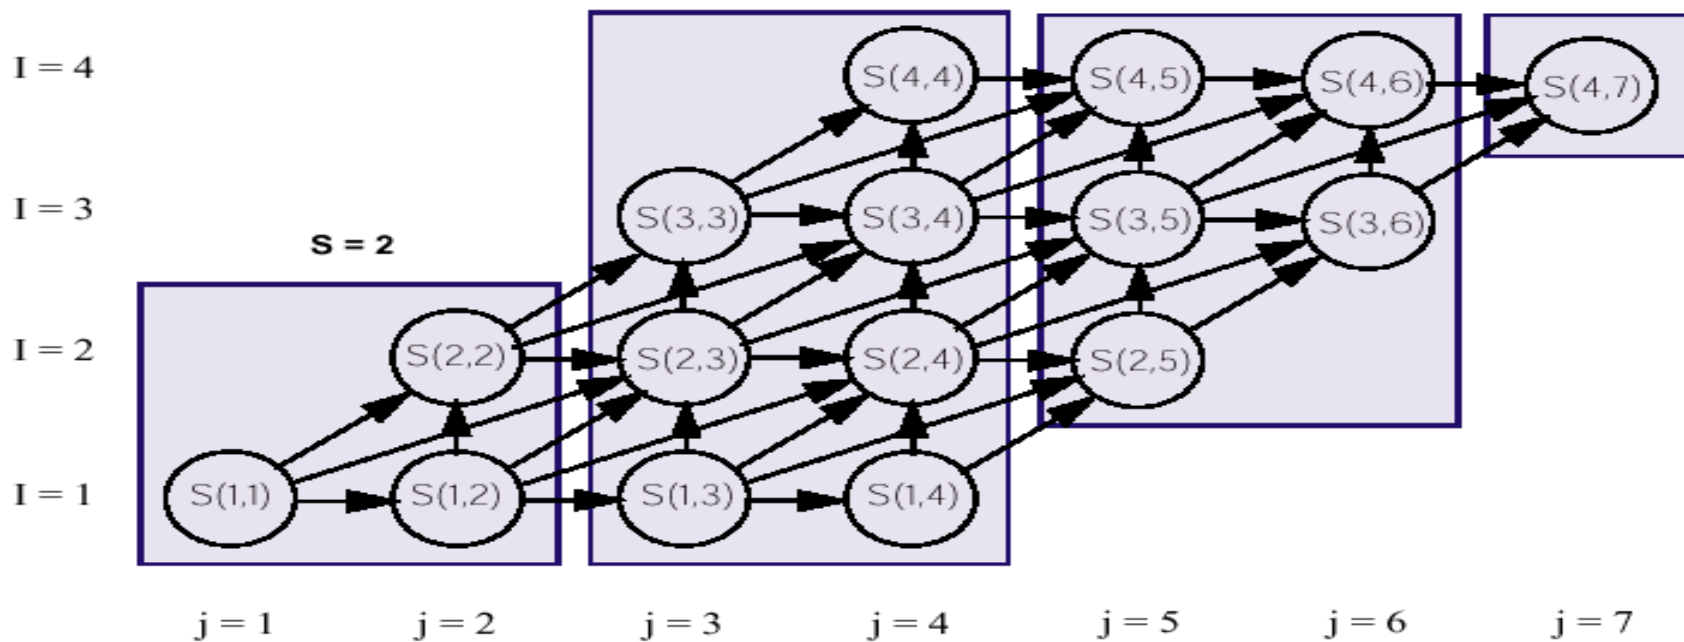 I = 4 S(4,4) S(4,5) S(4,6) S(4,7)
I = 3 S(3,3) S(3,4) S(3,5) S(3,6)
S = 2
I = 2 S(2,2) S(2,3) S(2,4) S(2,5)
I = 1 S(1,1) S(1,2) S(1,3) S(1,4)
j = 1 j = 2 j = 3 j = 4 j = 5 j = 6 j = 7